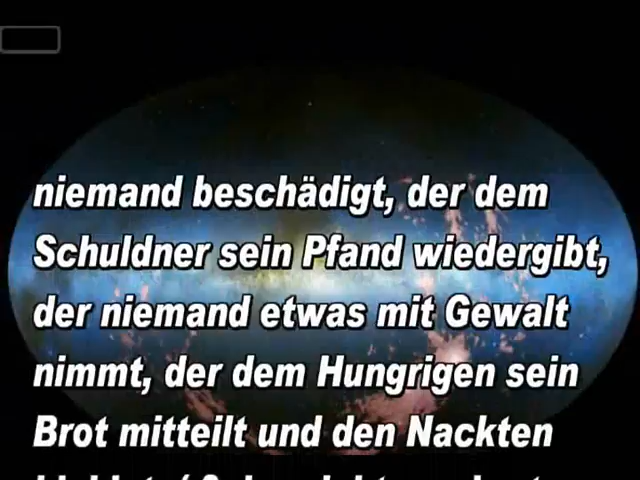 niemand beschädigt, der dem
Schuldner sein Pfand wiedergibt,
der niemand etwas mit Gewalt
nimmt, der dem Hungrigen sein
Brot mitteilt und den Nackten